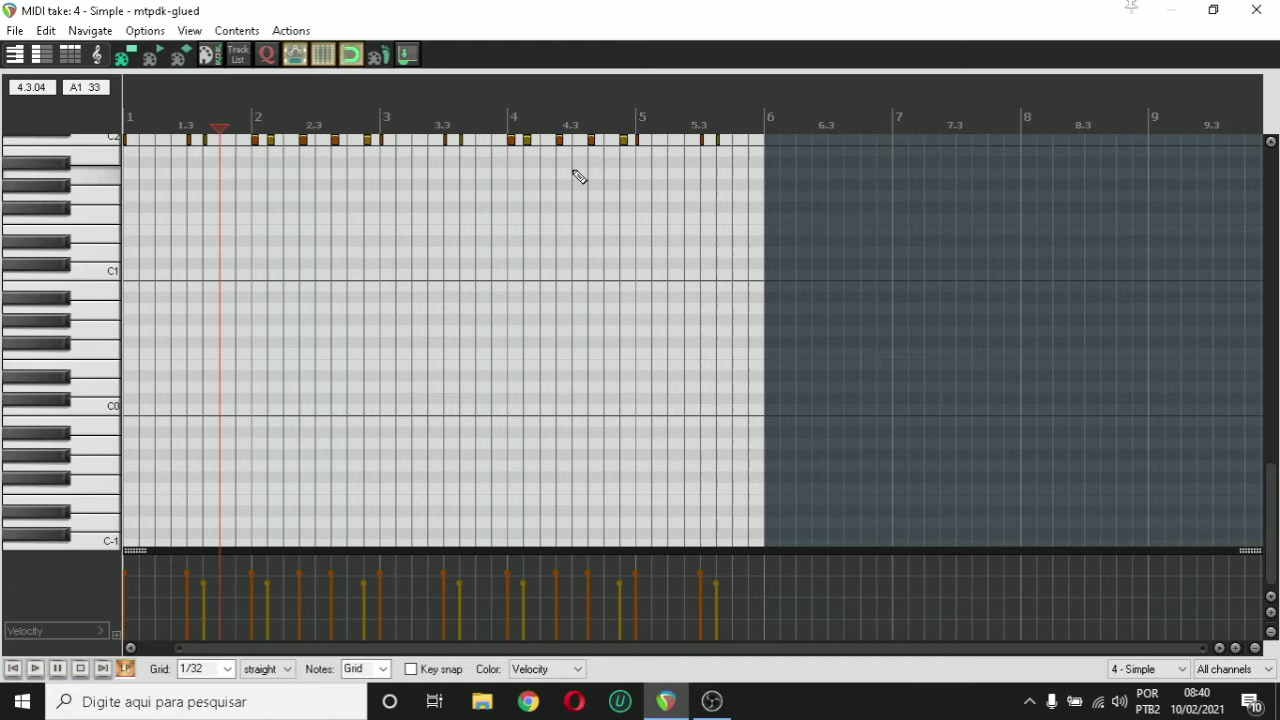 MIDI take: 4 - Simple - mtpdk-glued
File Edit Navigate Options View Contents Actions
Track List
4.3.04 A1 33
1 2 3 4 5 6 7 8 9
1.3 2.3 3.3 4.3 5.3 6.3 7.3 8.3 9.3
C2
C1
C0
C-1
Velocity
Grid: 1/32 straight Notes: Grid Key snap Color: Velocity 4 - Simple All channels
Digite aqui para pesquisar
POR 08:40
PTB2 10/02/2021 10